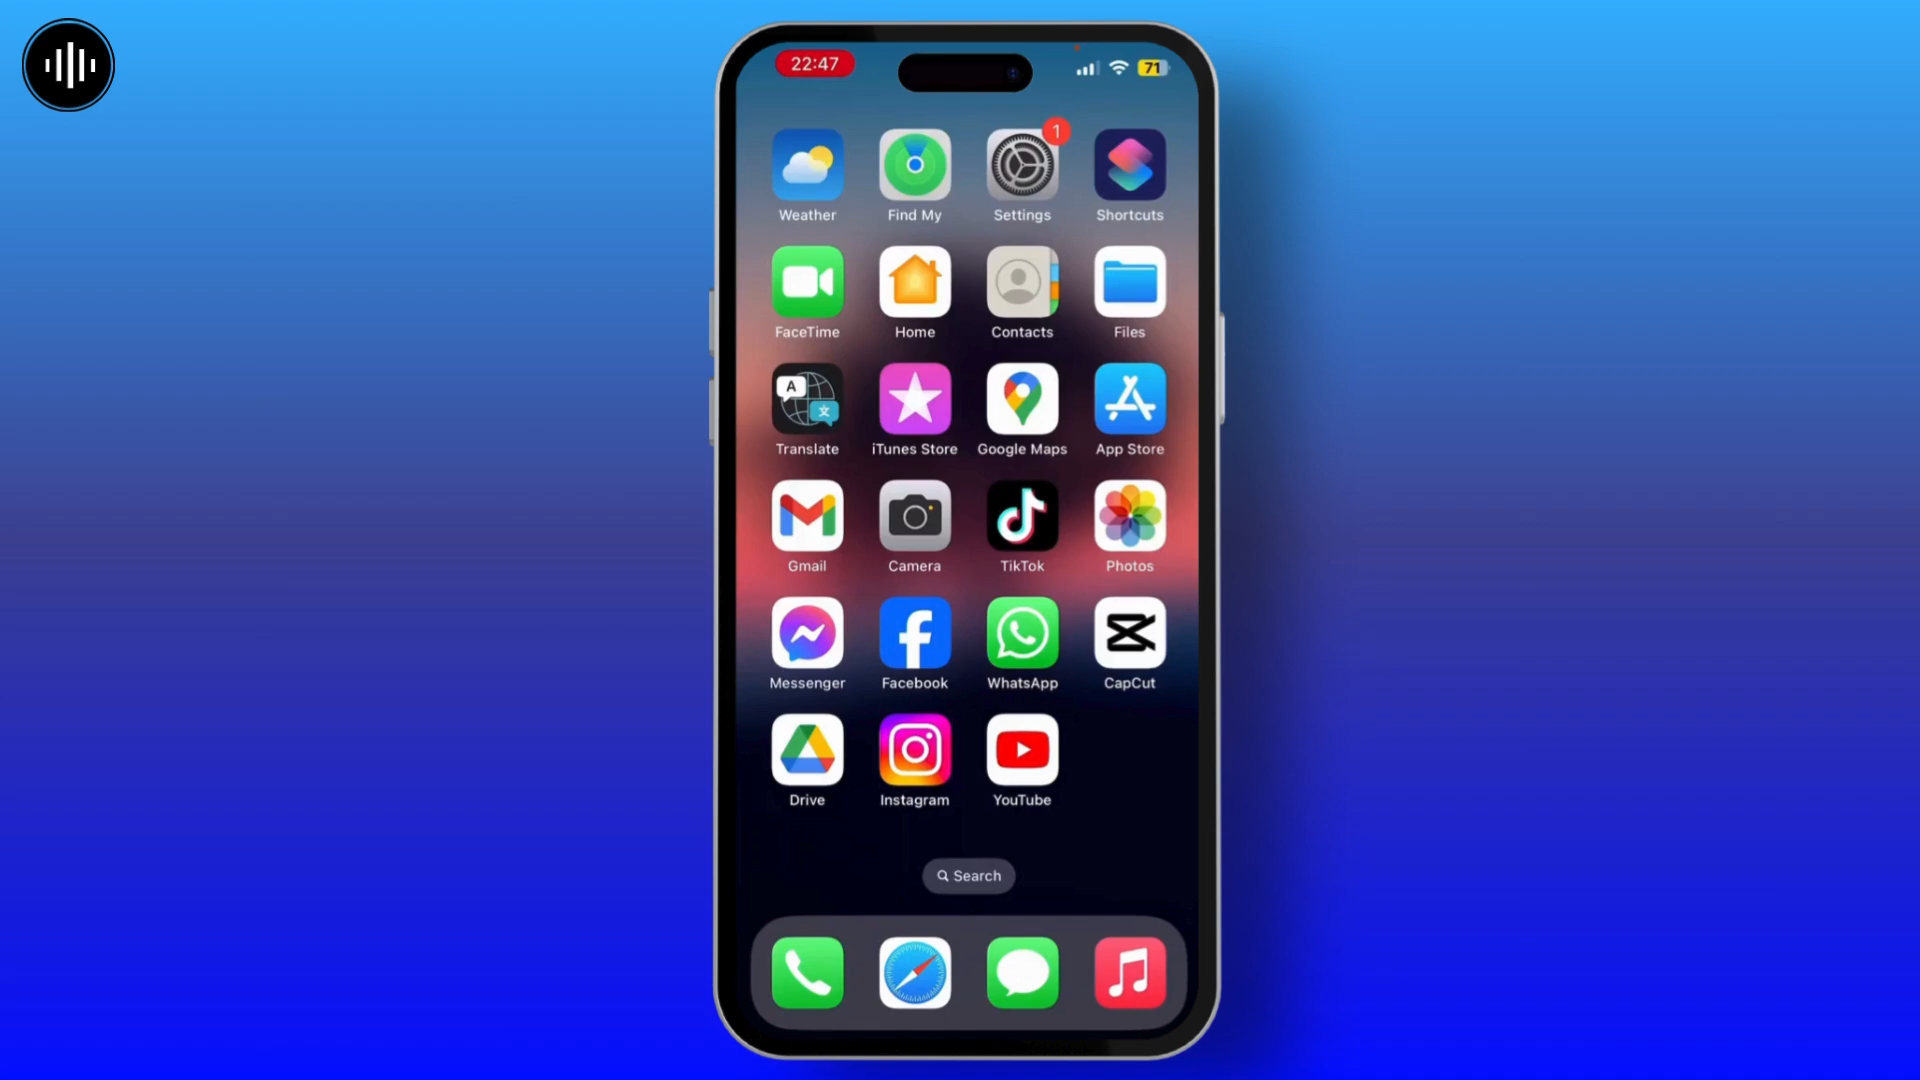 22:47
71
1
Weather
Find My
Settings
Shortcuts
FaceTime
Home
Contacts
Files
A
文
Translate
iTunes Store
Google Maps
App Store
Gmail
Camera
TikTok
Photos
Messenger
Facebook
WhatsApp
CapCut
Drive
Instagram
YouTube
Search